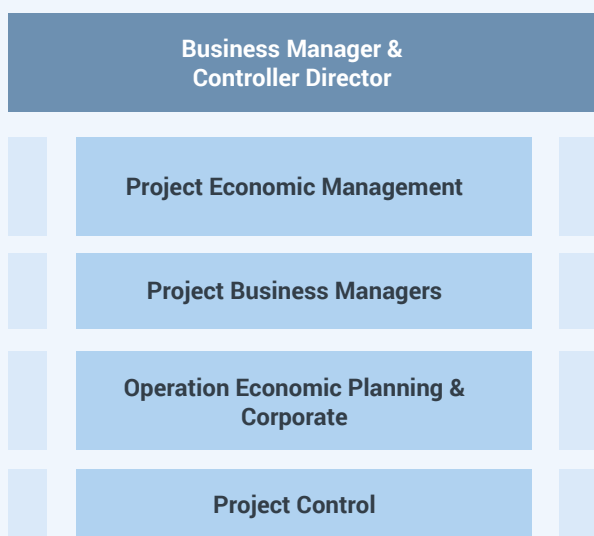 Business Manager &
Controller Director
Project Economic Management
Project Business Managers
Operation Economic Planning &
Corporate
Project Control